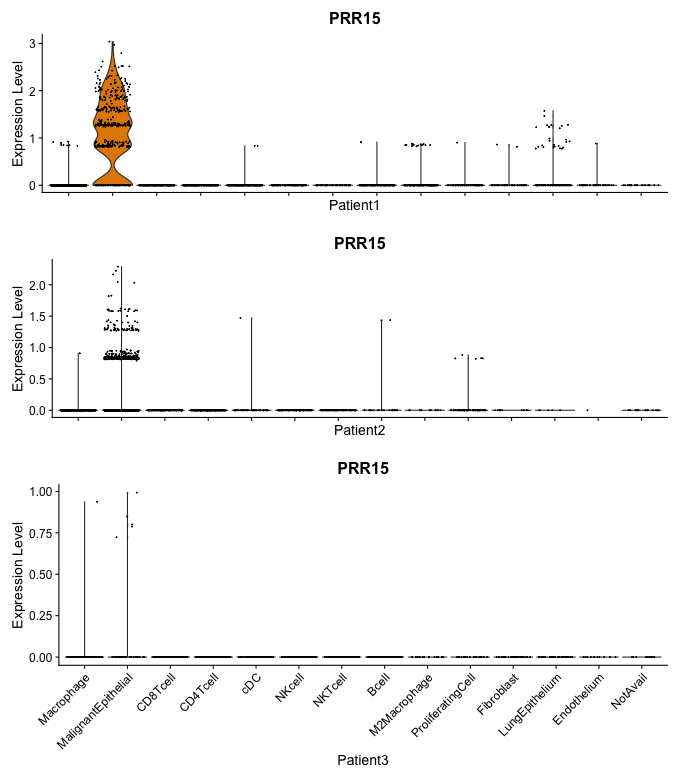 PRR15
Expression Level
3
2
1
0
Patient1
PRR15
Expression Level
2.0
1.5
1.0
0.5
0.0
Patient2
PRR15
Expression Level
1.00
0.75
0.50
0.25
0.00
Macrophage
MalignantEpithelial
CD8Tcell
CD4Tcell
cDC
NKcell
NKTcell
Bcell
M2Macrophage
ProliferatingCell
Fibroblast
LungEpithelium
Endothelium
NotAvail
Patient3